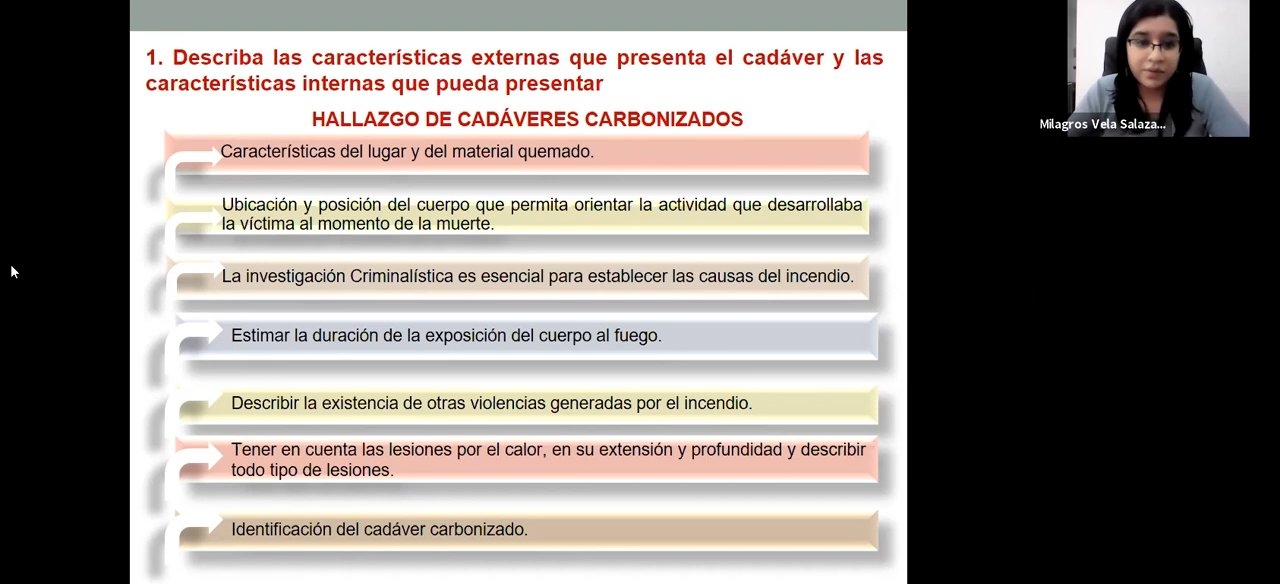 1. Describa las características externas que presenta el cadáver y las
características internas que pueda presentar
HALLAZGO DE CADÁVERES CARBONIZADOS
Características del lugar y del material quemado.
Ubicación y posición del cuerpo que permita orientar la actividad que desarrollaba
la víctima al momento de la muerte.
La investigación Criminalística es esencial para establecer las causas del incendio.
Estimar la duración de la exposición del cuerpo al fuego.
Describir la existencia de otras violencias generadas por el incendio.
Tener en cuenta las lesiones por el calor, en su extensión y profundidad y describir
todo tipo de lesiones.
Identificación del cadáver carbonizado.
Milagros Vela Salaza...